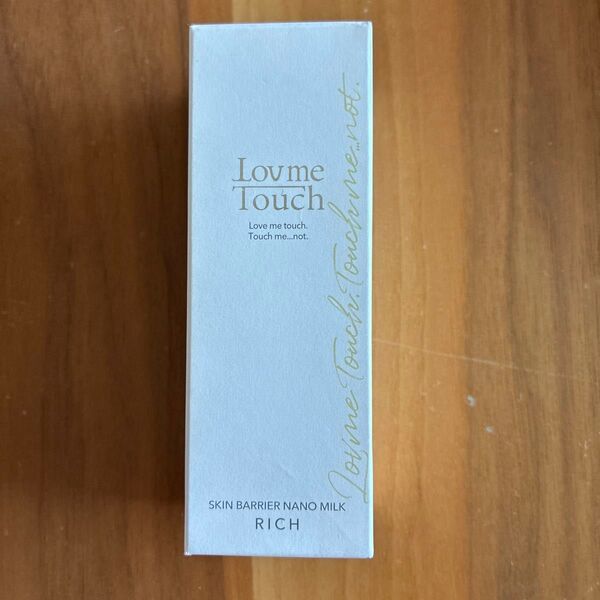 Lovme
Touch
Love me touch.
Touch me...not.
Lovme Touch. Touch me...not.
SKIN BARRIER NANO MILK
RICH